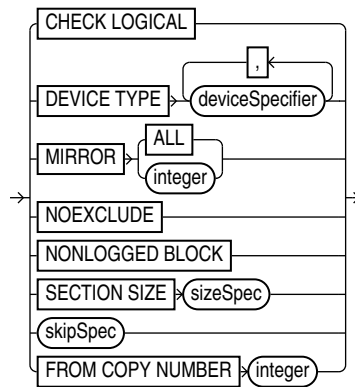 CHECK LOGICAL
,
DEVICE TYPE deviceSpecifier
ALL
MIRROR
integer
NOEXCLUDE
NONLOGGED BLOCK
SECTION SIZE sizeSpec
skipSpec
FROM COPY NUMBER integer